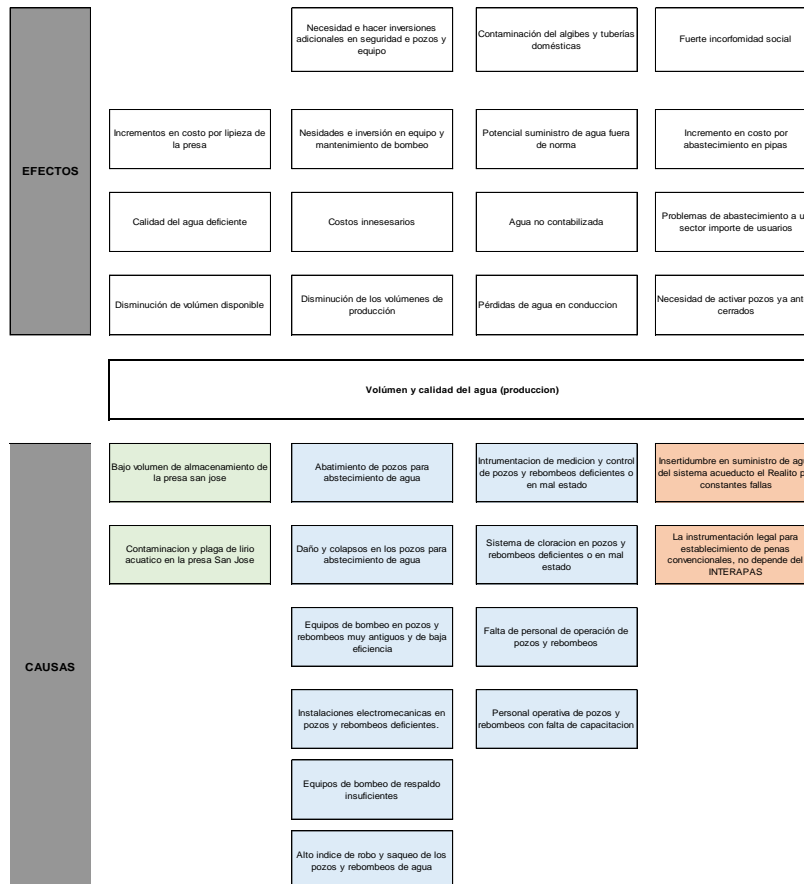 Necesidad e hacer inversiones
adicionales en seguridad e pozos y
equipo
Contaminación del algibes y tuberías
domésticas
Fuerte incorfomidad social
EFECTOS
Incrementos en costo por lipieza de
la presa
Nesidades e inversión en equipo y
mantenimiento de bombeo
Potencial suministro de agua fuera
de norma
Incremento en costo por
abastecimiento en pipas
Calidad del agua deficiente
Costos innesesarios
Agua no contabilizada
Problemas de abastecimiento a u
sector importe de usuarios
Disminución de volúmen disponible
Disminución de los volúmenes de
producción
Pérdidas de agua en conduccion
Necesidad de activar pozos ya ant
cerrados
Volúmen y calidad del agua (produccion)
CAUSAS
Bajo volumen de almacenamiento de
la presa san jose
Abatimiento de pozos para
abstecimiento de agua
Intrumentacion de medicion y control
de pozos y rebombeos deficientes o
en mal estado
Insertidumbre en suministro de ag
del sistema acueducto el Realito p
constantes fallas
Contaminacion y plaga de lirio
acuatico en la presa San Jose
Daño y colapsos en los pozos para
abstecimiento de agua
Sistema de cloracion en pozos y
rebombeos deficientes o en mal
estado
La instrumentación legal para
establecimiento de penas
convencionales, no depende del
INTERAPAS
Equipos de bombeo en pozos y
rebombeos muy antiguos y de baja
eficiencia
Falta de personal de operación de
pozos y rebombeos
Instalaciones electromecanicas en
pozos y rebombeos deficientes.
Personal operativa de pozos y
rebombeos con falta de capacitacion
Equipos de bombeo de respaldo
insuficientes
Alto indice de robo y saqueo de los
pozos y rebombeos de agua